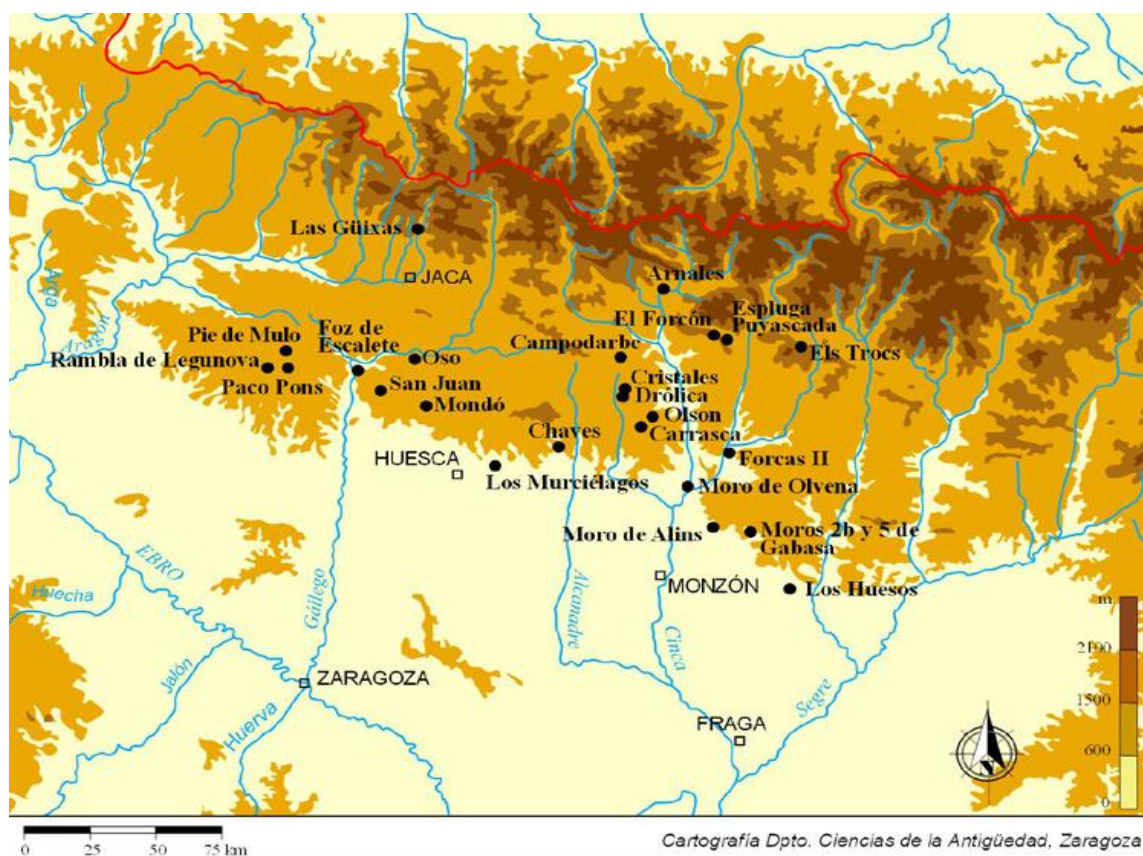 Las Güixas
JACA
Arnales
Arga
Aragón
Pie de Mulo
Foz de
Escalete
El Forcón
Espluga
Puyascada
Rambla de Legunova
Oso
Campodarbe
Els Trocs
Paco Pons
San Juan
Cristales
Mondó
Drólica
Olson
Chaves
Carrasca
HUESCA
Forcas II
Los Murciélagos
Moro de Olvena
Moro de Alins
Moros 2b y 5 de
Gabasa
EBRO
Huecha
Gállego
Alcanadre
MONZÓN
Los Huesos
Cinca
Jalón
ZARAGOZA
Huerva
Segre
FRAGA
m
2100
1500
600
0
0 25 50 75 km
Cartografía Dpto. Ciencias de la Antigüedad, Zaragoza